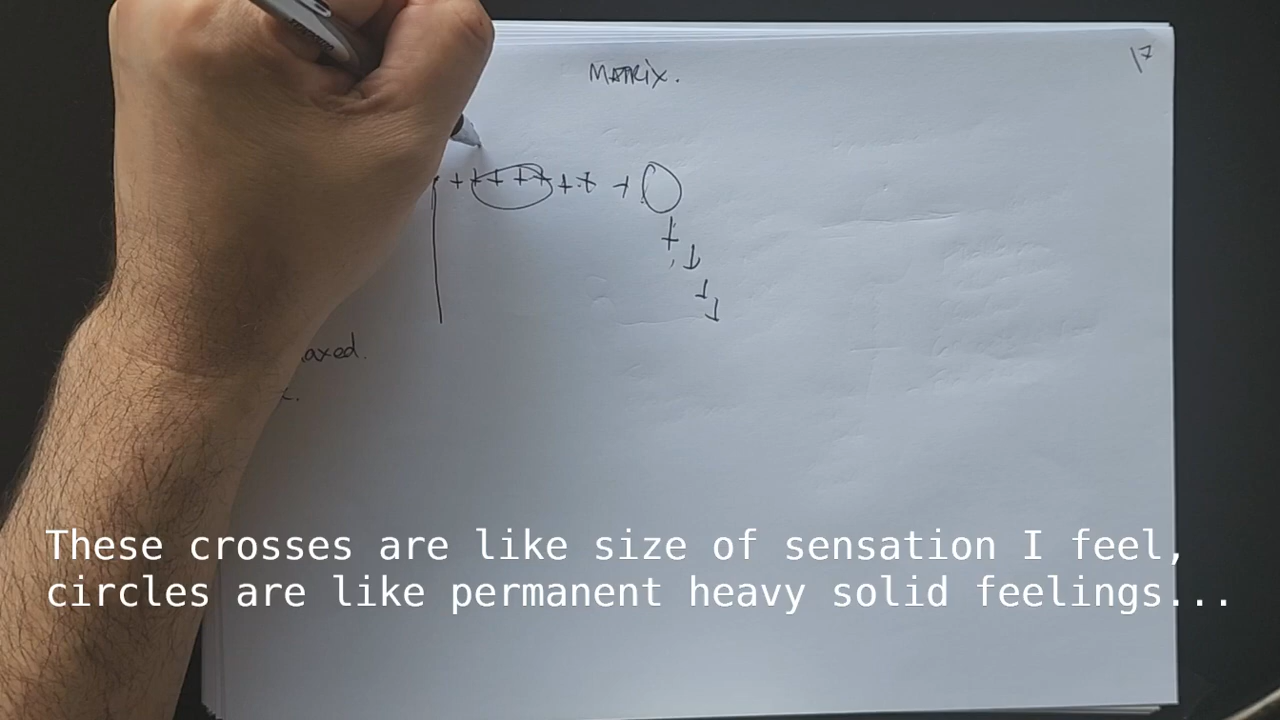 MATRIX.
17
+ + + + + + + +
+
axed.
These crosses are like size of sensation I feel,
circles are like permanent heavy solid feelings...